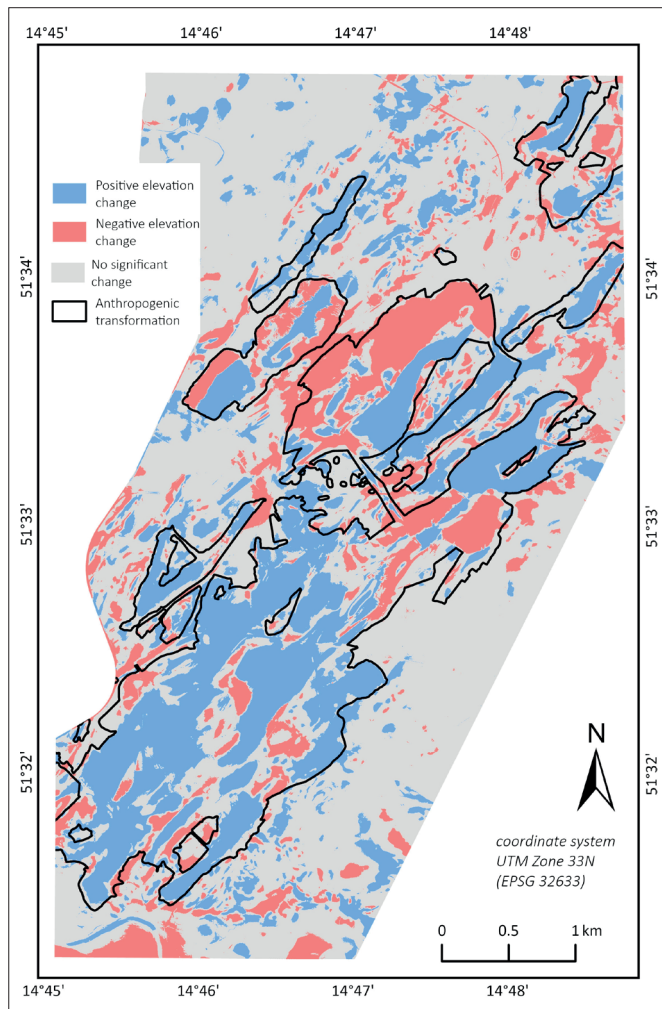 14°45' 14°46' 14°47' 14°48'
Positive elevation
change
Negative elevation
change
No significant
change
Anthropogenic
transformation
51°34' 51°34'
51°33' 51°33'
51°32' 51°32'
N
coordinate system
UTM Zone 33N
(EPSG 32633)
0 0.5 1 km
14°45' 14°46' 14°47' 14°48'